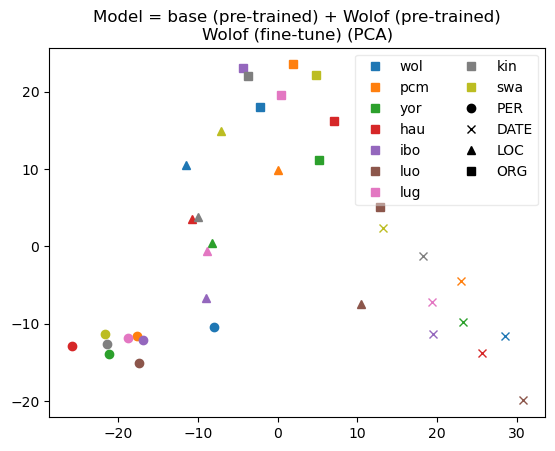 Model = base (pre-trained) + Wolof (pre-trained)
Wolof (fine-tune) (PCA)
wol
pcm
yor
hau
ibo
luo
lug
kin
swa
PER
DATE
LOC
ORG
20
10
0
−10
−20
−20
−10
0
10
20
30